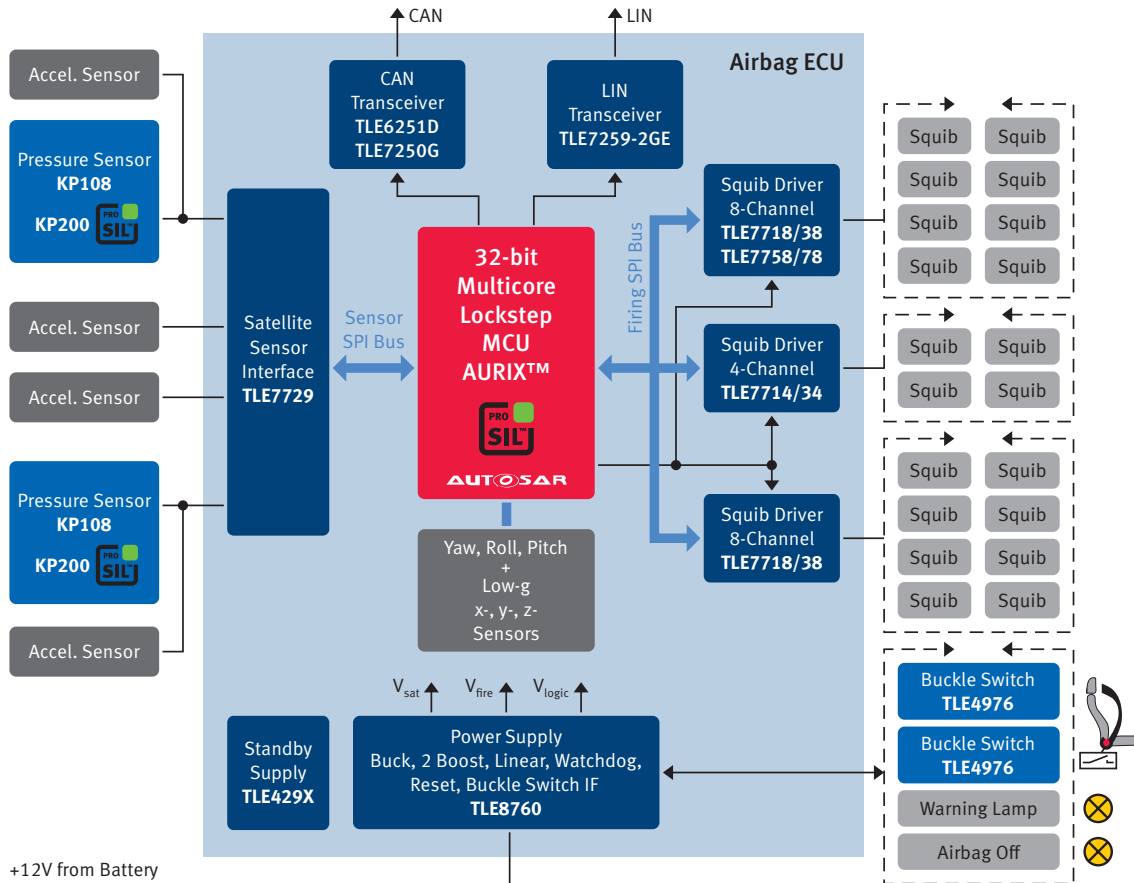 CAN
LIN
Airbag ECU
Accel. Sensor
Pressure Sensor
KP108
KP200
PRO
SIL™
Accel. Sensor
Accel. Sensor
Pressure Sensor
KP108
KP200
PRO
SIL™
Accel. Sensor
CAN
Transceiver
TLE6251D
TLE7250G
LIN
Transceiver
TLE7259-2GE
Satellite
Sensor
Interface
TLE7729
Sensor
SPI Bus
32-bit
Multicore
Lockstep
MCU
AURIX™
PRO
SIL™
AUTOSAR
Yaw, Roll, Pitch
+
Low-g
x-, y-, z-
Sensors
Firing SPI Bus
Squib Driver
8-Channel
TLE7718/38
TLE7758/78
Squib Driver
4-Channel
TLE7714/34
Squib Driver
8-Channel
TLE7718/38
Squib Squib
Squib Squib
Squib Squib
Squib Squib
Squib Squib
Squib Squib
Squib Squib
Squib Squib
Squib Squib
Squib Squib
Vsat Vfire Vlogic
Standby
Supply
TLE429X
Power Supply
Buck, 2 Boost, Linear, Watchdog,
Reset, Buckle Switch IF
TLE8760
Buckle Switch
TLE4976
Buckle Switch
TLE4976
Warning Lamp
Airbag Off
+12V from Battery